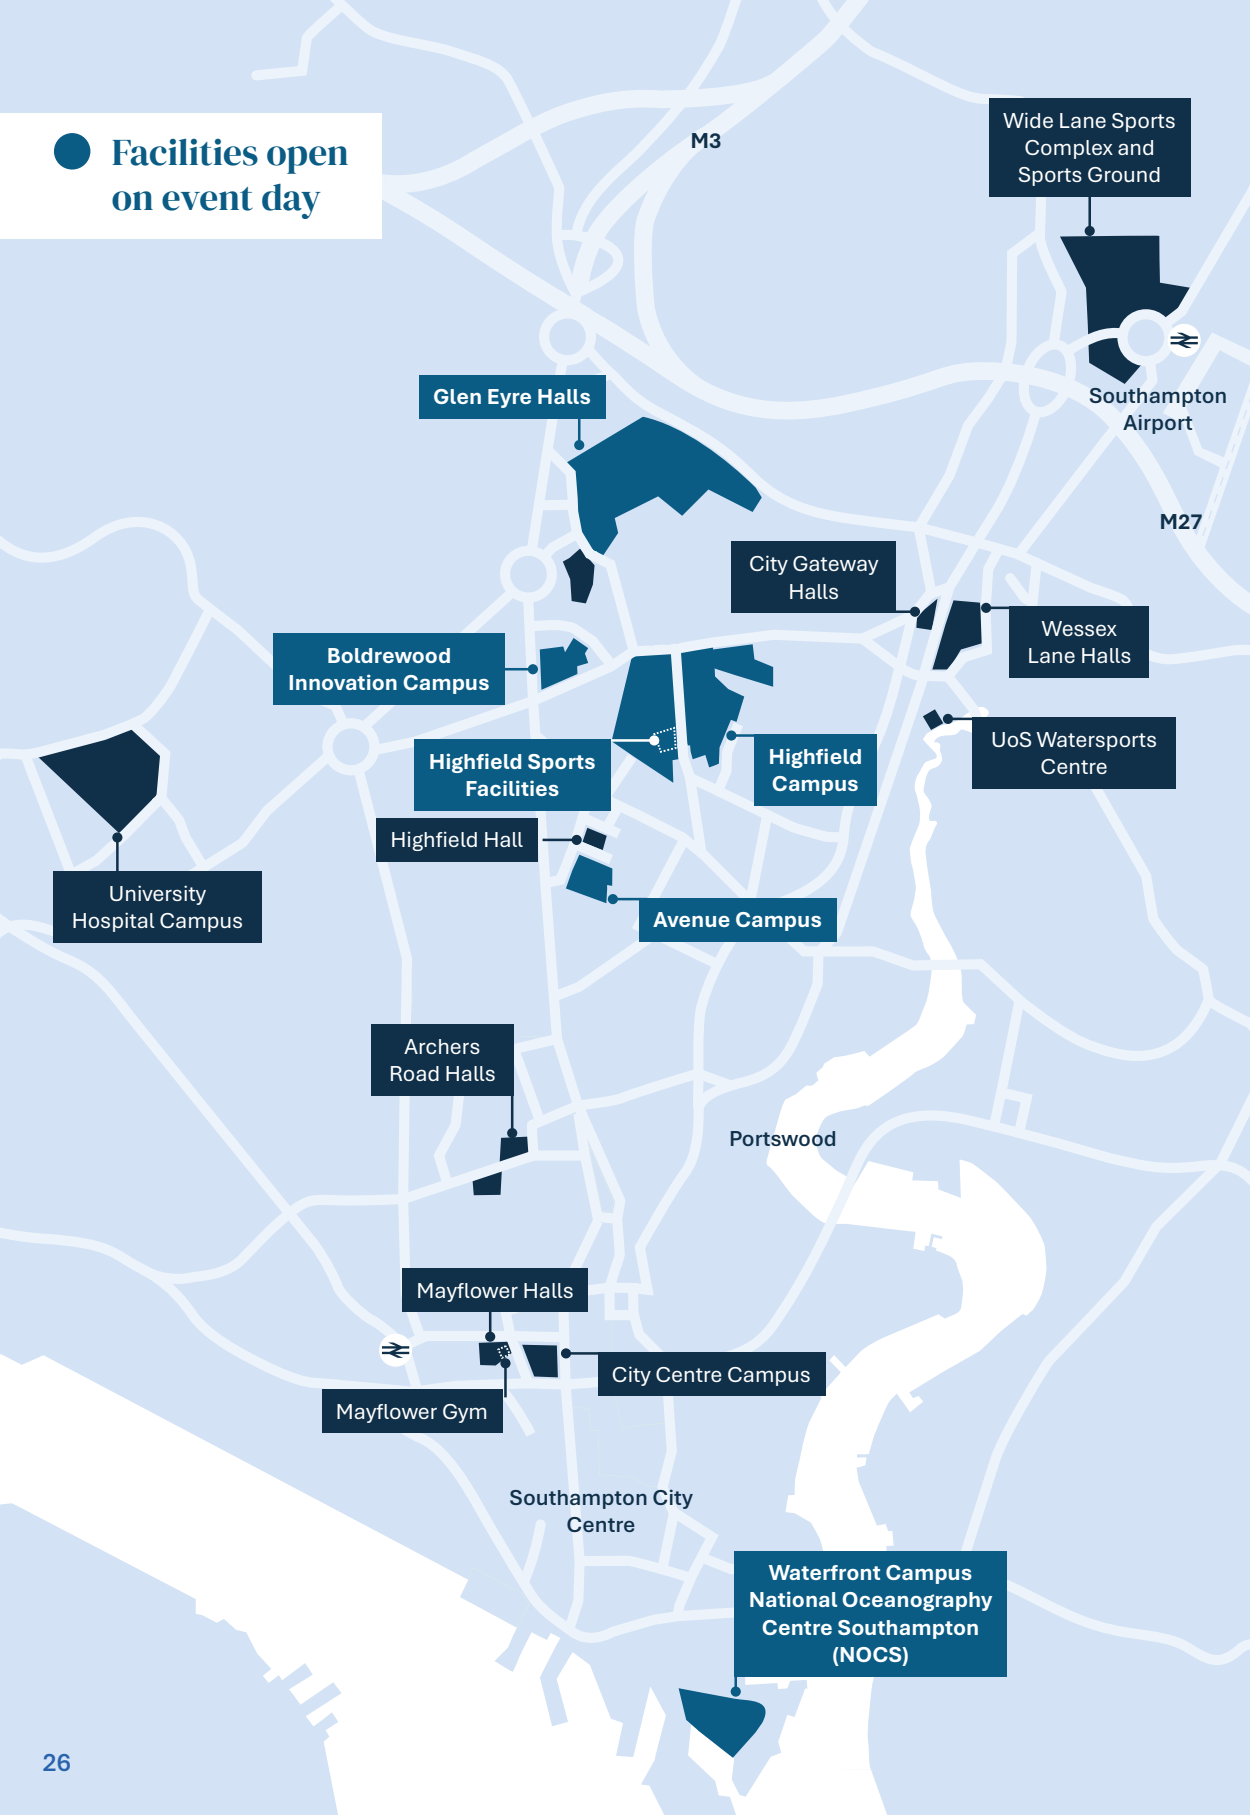 Facilities open
on event day
M3
Wide Lane Sports
Complex and
Sports Ground
Southampton
Airport
Glen Eyre Halls
M27
City Gateway
Halls
Wessex
Lane Halls
Boldrewood
Innovation Campus
UoS Watersports
Centre
Highfield Sports
Facilities
Highfield
Campus
Highfield Hall
University
Hospital Campus
Avenue Campus
Archers
Road Halls
Portswood
Mayflower Halls
City Centre Campus
Mayflower Gym
Southampton City
Centre
Waterfront Campus
National Oceanography
Centre Southampton
(NOCS)
26